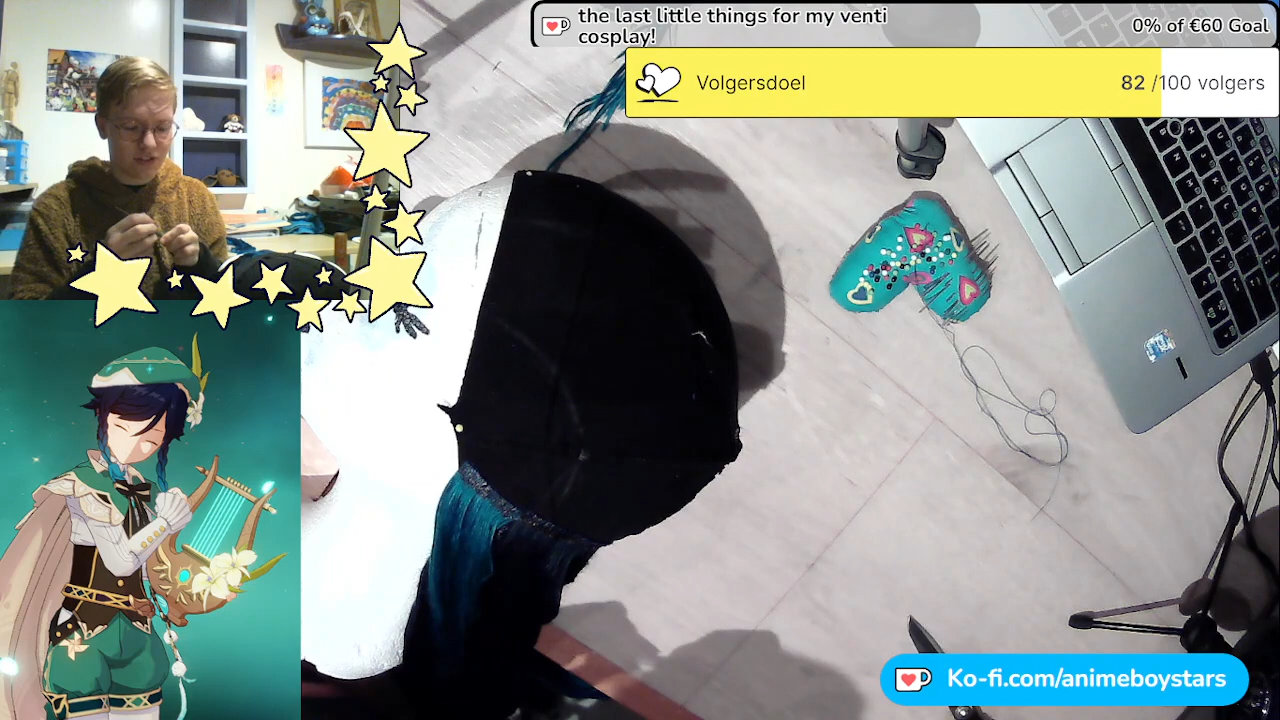 the last little things for my venti
cosplay!
0% of €60 Goal
Volgersdoel
82 /100 volgers
Ko-fi.com/animeboystars